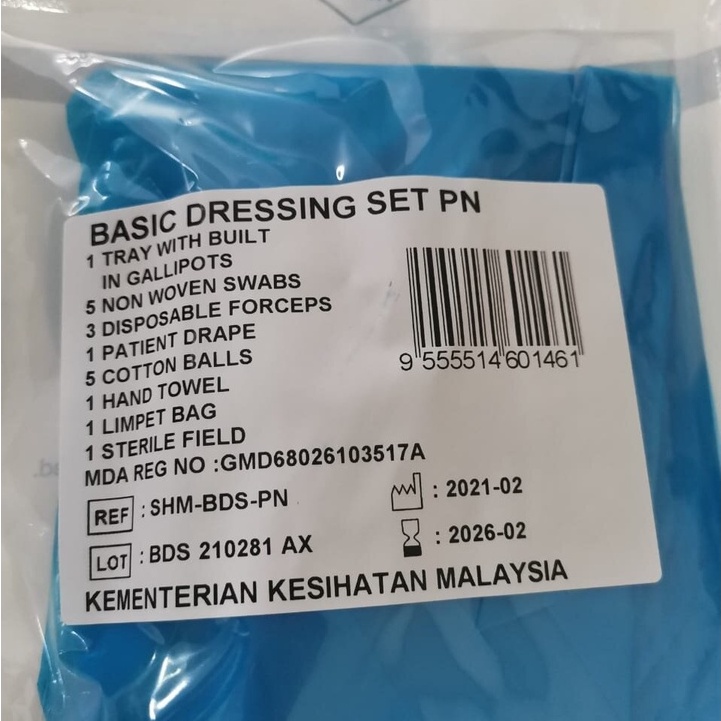 BASIC DRESSING SET PN
1 TRAY WITH BUILT
IN GALLIPOTS
5 NON WOVEN SWABS
3 DISPOSABLE FORCEPS
1 PATIENT DRAPE
5 COTTON BALLS
1 HAND TOWEL
1 LIMPET BAG
1 STERILE FIELD
9 555514 601461
MDA REG NO :GMD68026103517A
REF : SHM-BDS-PN
: 2021-02
LOT : BDS 210281 AX
: 2026-02
KEMENTERIAN KESIHATAN MALAYSIA